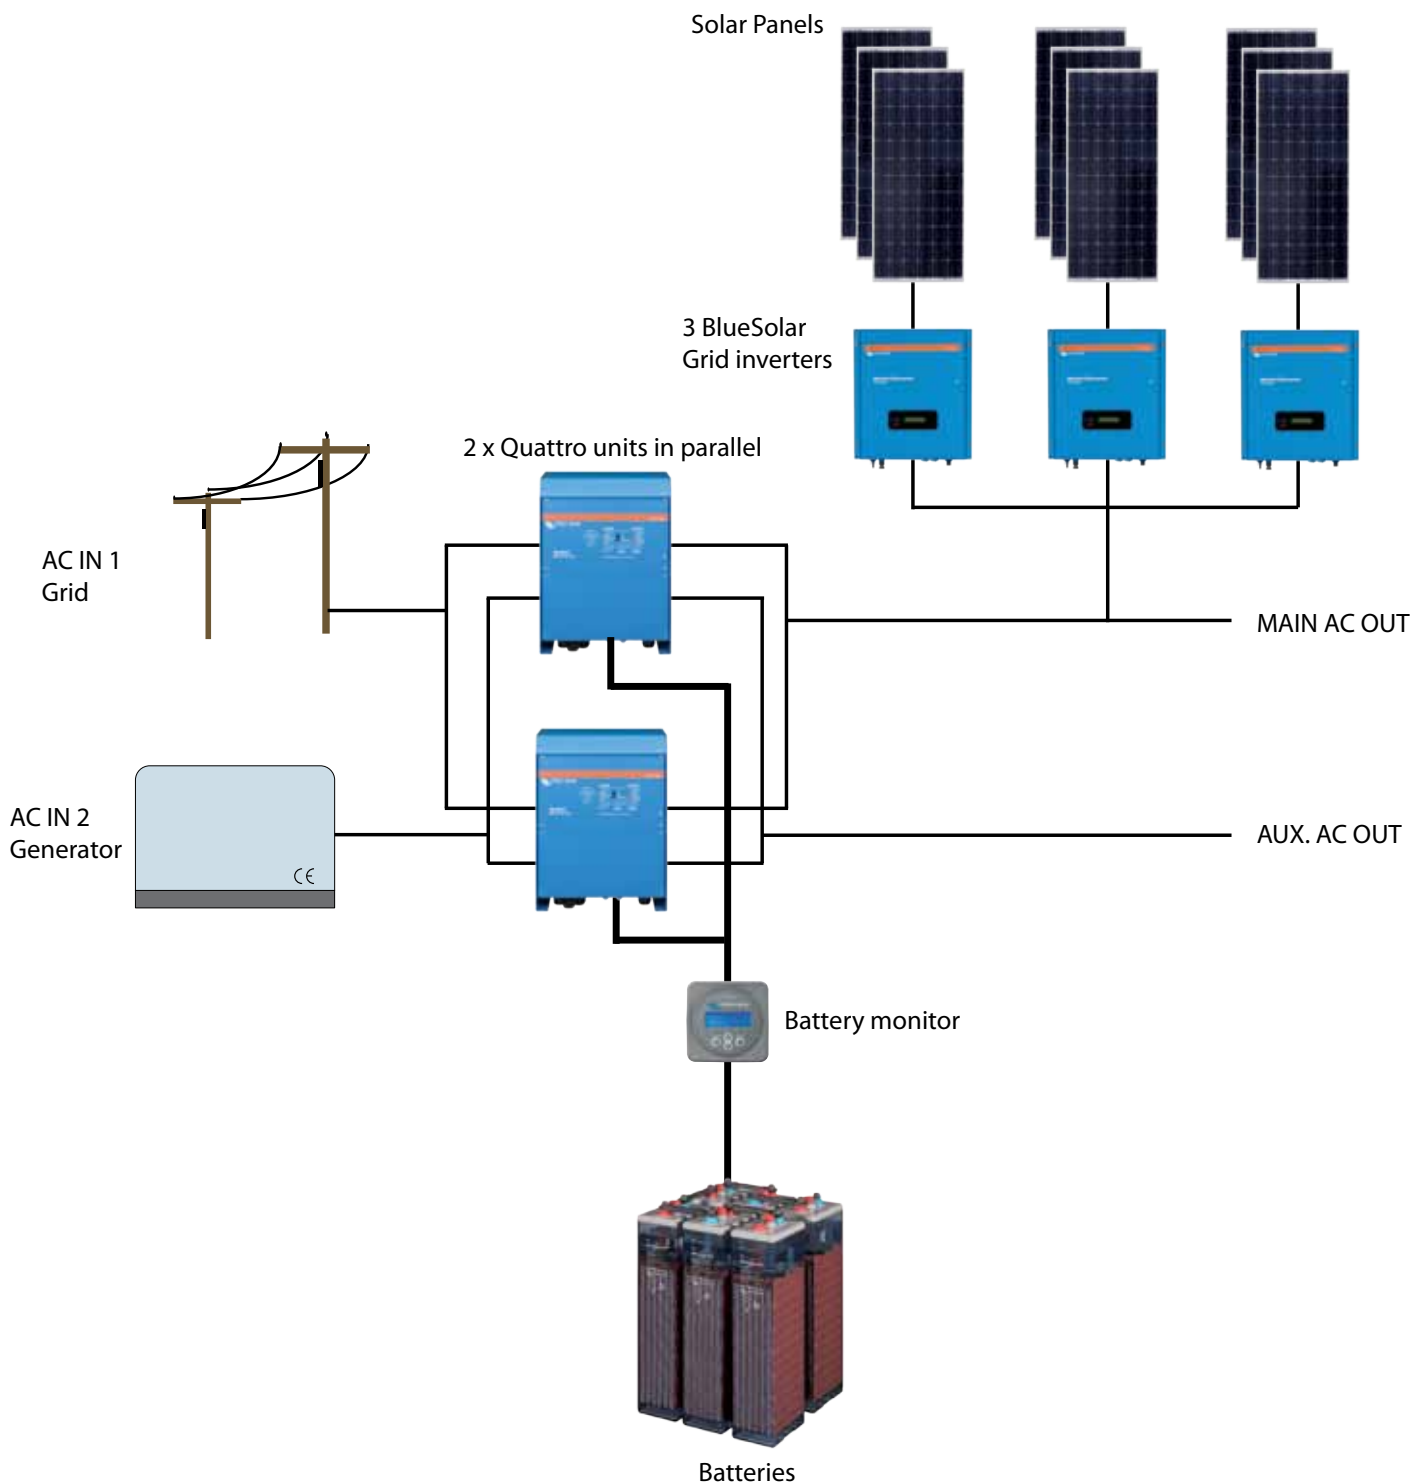 Solar Panels
3 BlueSolar
Grid inverters
2 x Quattro units in parallel
AC IN 1
Grid
MAIN AC OUT
AC IN 2
Generator
CE
AUX. AC OUT
Battery monitor
Batteries